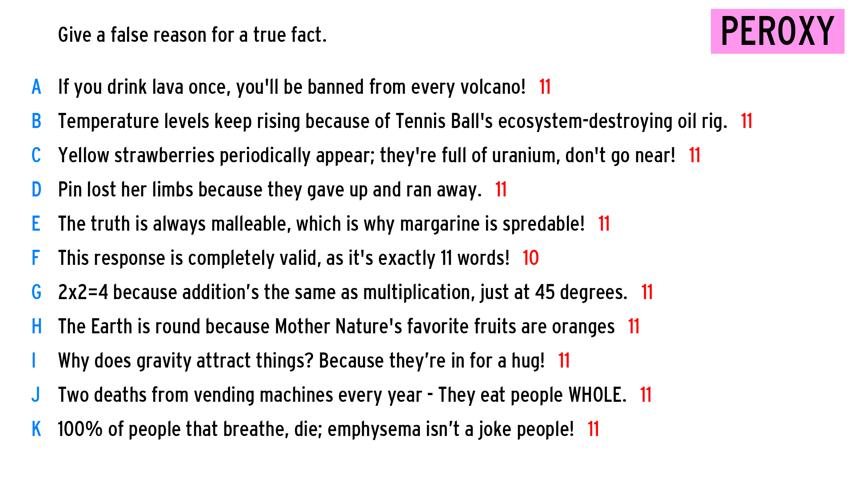 Give a false reason for a true fact.
PEROXY
A If you drink lava once, you'll be banned from every volcano! 11
B Temperature levels keep rising because of Tennis Ball's ecosystem-destroying oil rig. 11
C Yellow strawberries periodically appear; they're full of uranium, don't go near! 11
D Pin lost her limbs because they gave up and ran away. 11
E The truth is always malleable, which is why margarine is spredable! 11
F This response is completely valid, as it's exactly 11 words! 10
G 2x2=4 because addition’s the same as multiplication, just at 45 degrees. 11
H The Earth is round because Mother Nature's favorite fruits are oranges 11
I Why does gravity attract things? Because they’re in for a hug! 11
J Two deaths from vending machines every year - They eat people WHOLE. 11
K 100% of people that breathe, die; emphysema isn’t a joke people! 11